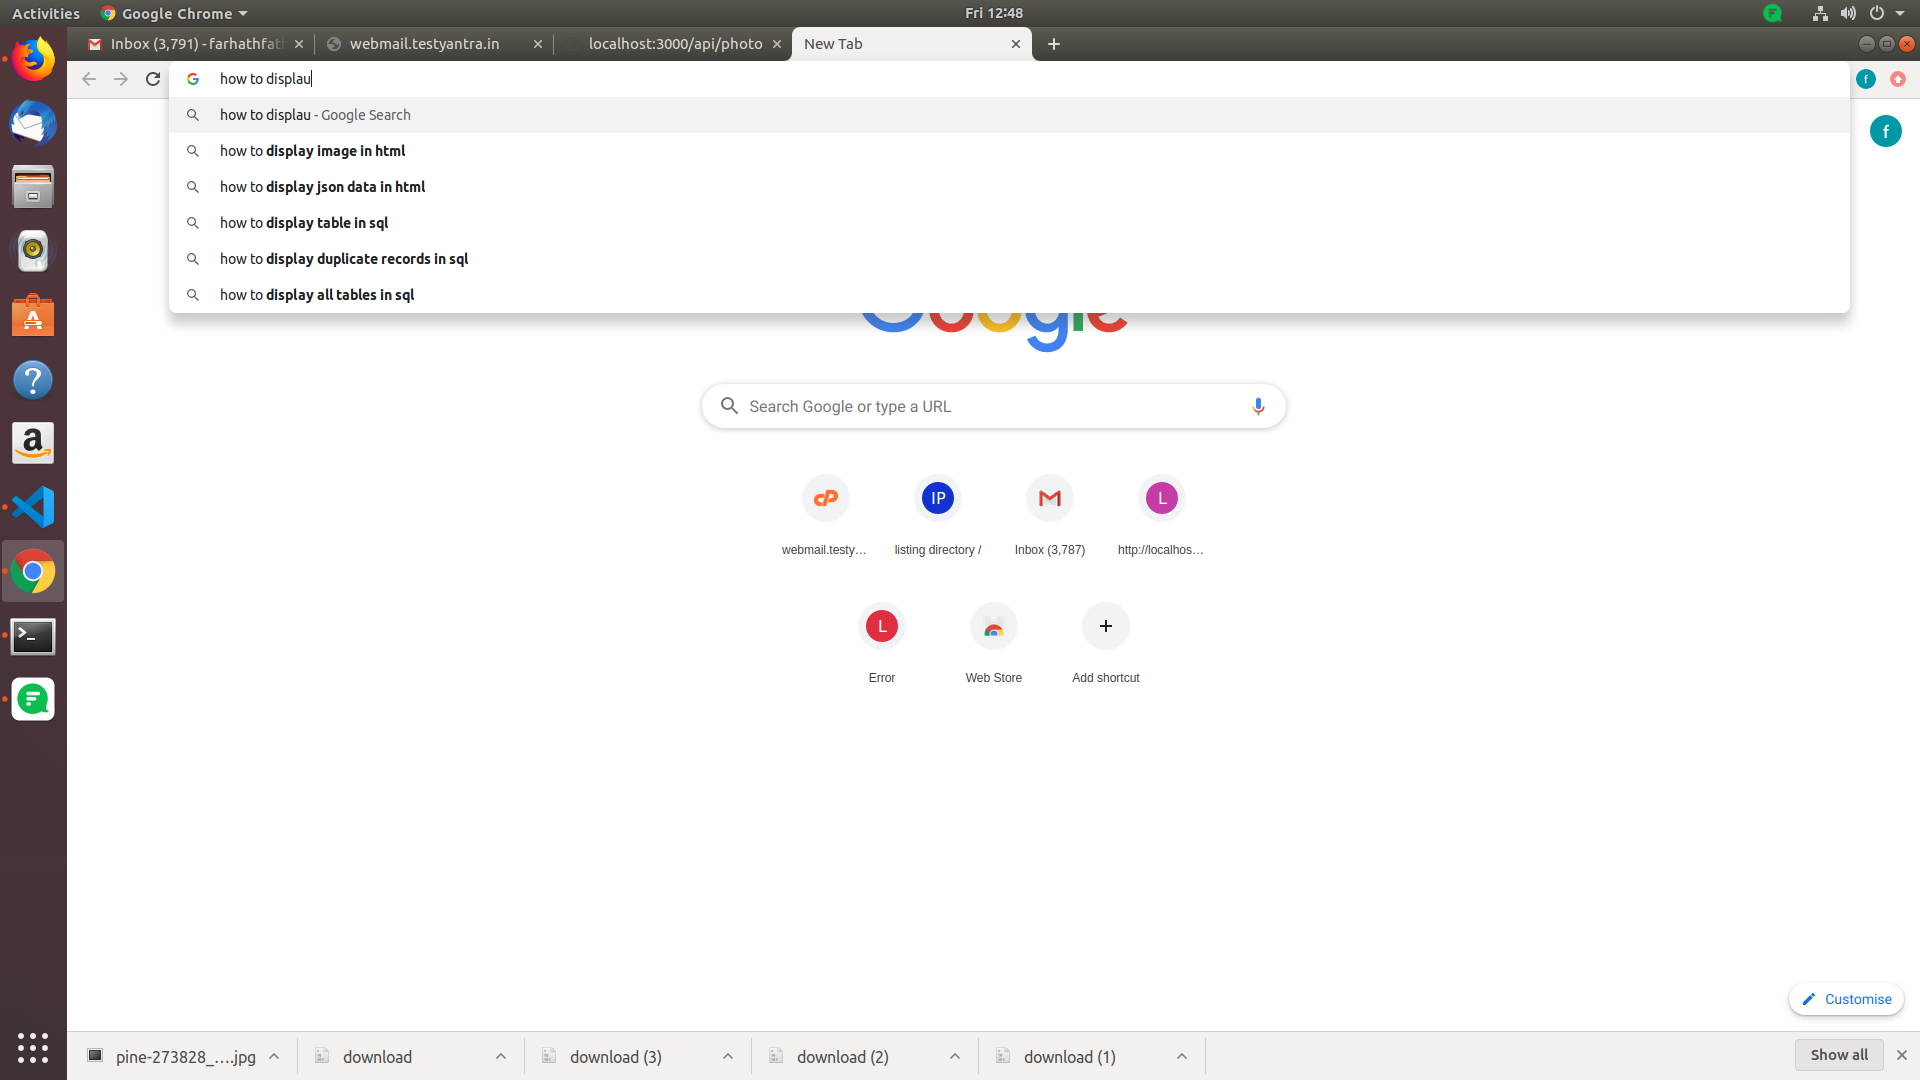 Activities
Google Chrome
Fri 12:48
Inbox (3,791) - farhathfath
webmail.testyantra.in
localhost:3000/api/photo
New Tab
how to displau
f
how to displau - Google Search
how to display image in html
how to display json data in html
how to display table in sql
how to display duplicate records in sql
how to display all tables in sql
f
Google
Search Google or type a URL
cP
IP
L
webmail.testy...
listing directory /
Inbox (3,787)
http://localhos...
L
Error
Web Store
Add shortcut
Customise
pine-273828_....jpg
download
download (3)
download (2)
download (1)
Show all